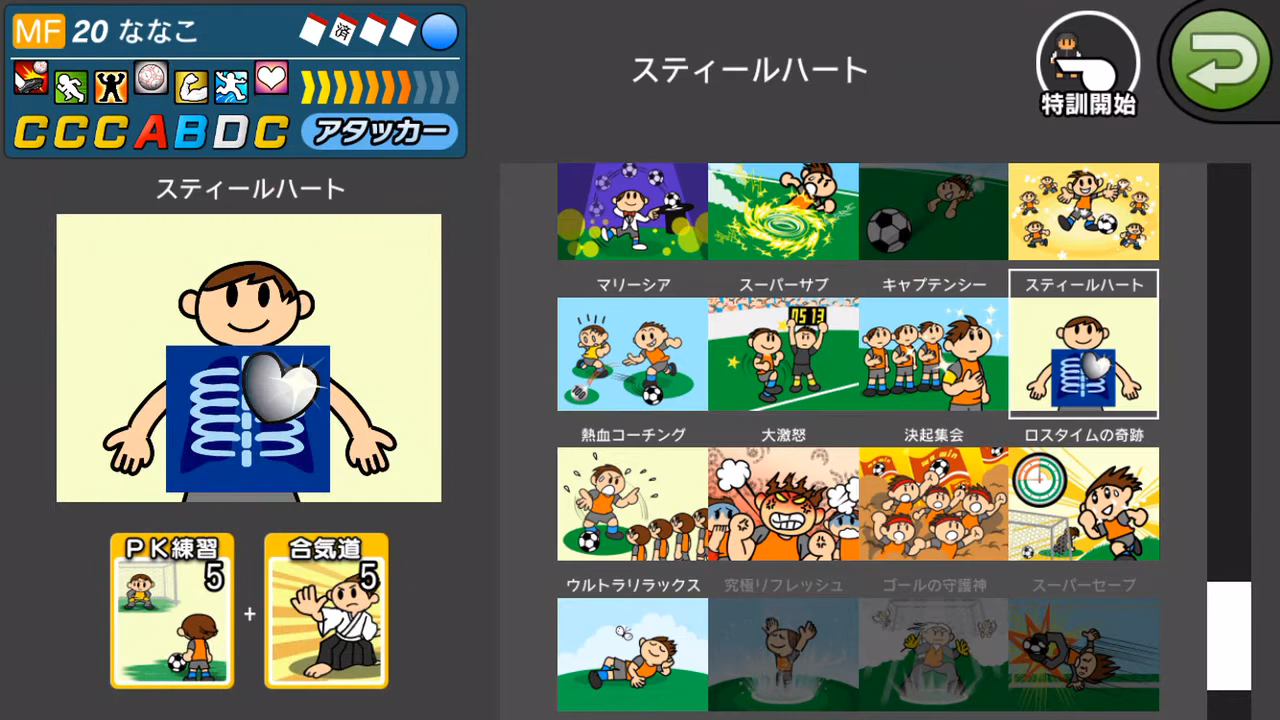 MF 20 ななこ
済
C C C A B D C アタッカー
スティールハート
特訓開始
スティールハート
マリーシア
スーパーサブ
キャプテンシー
スティールハート
05 13
100
熱血コーチング
大激怒
決起集会
ロスタイムの奇跡
ウルトラリラックス
究極リフレッシュ
ゴールの守護神
スーパーセーブ
PK練習
5
+
合気道
5